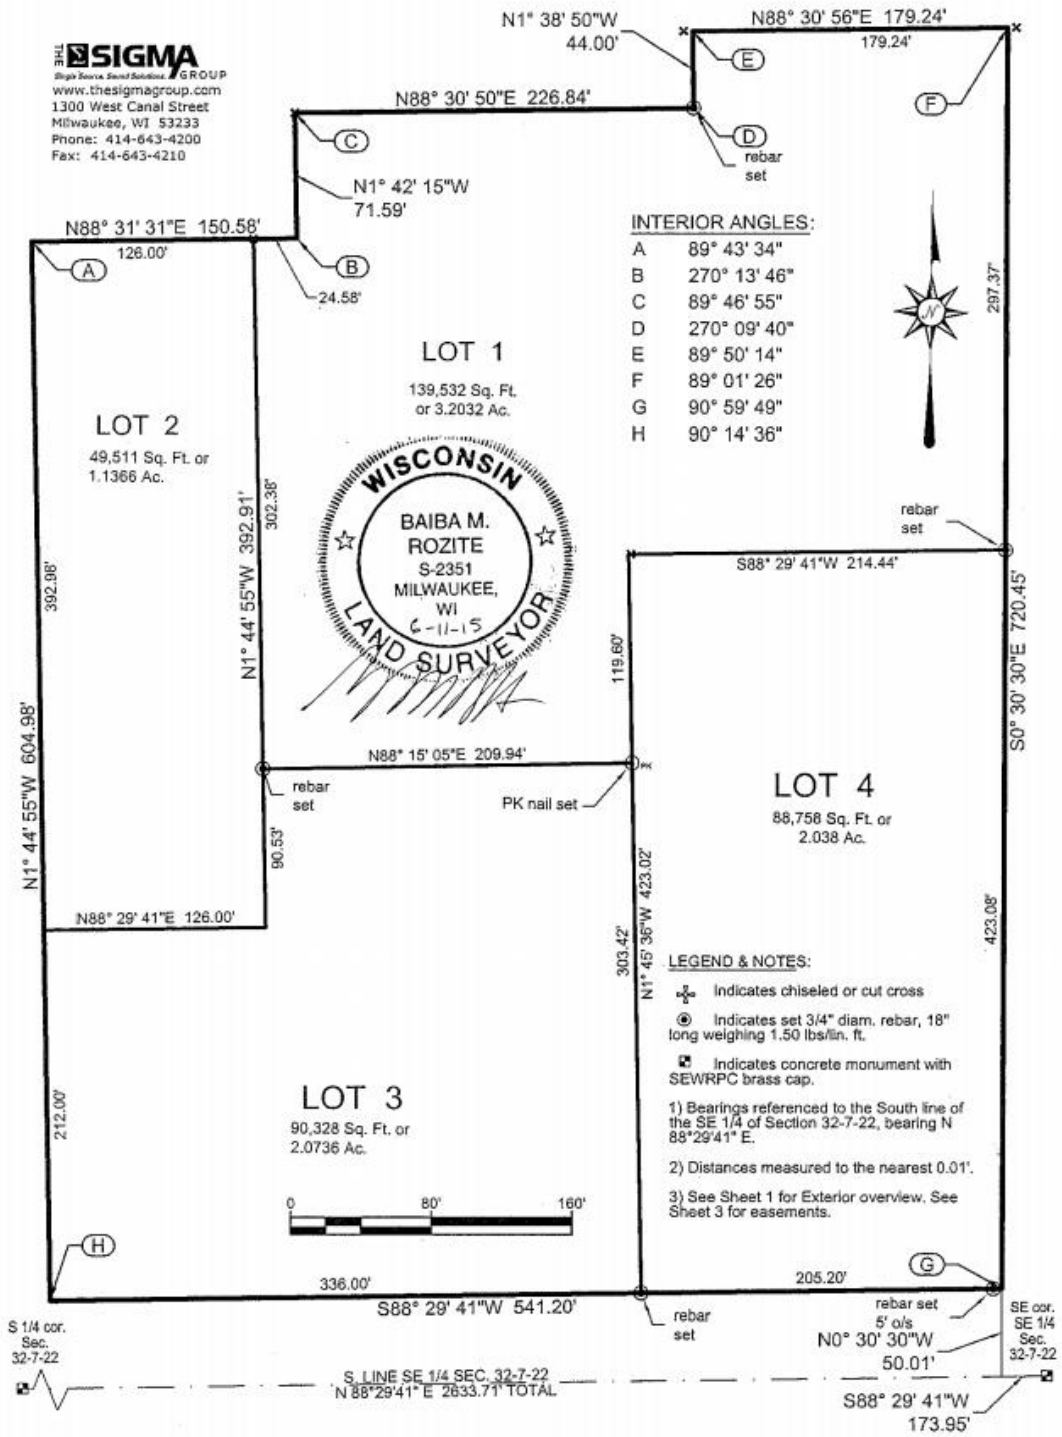 N1° 38' 50"W
44.00'
N88° 30' 56"E 179.24'
179.24'
THE SIGMA
Single Source. Sound Solutions. GROUP
www.thesigmagroup.com
1300 West Canal Street
Milwaukee, WI 53233
Phone: 414-643-4200
Fax: 414-643-4210
E
F
N88° 30' 50"E 226.84'
C
D
rebar
set
N1° 42' 15"W
71.59'
N88° 31' 31"E 150.58'
126.00'
A
B
24.58'
INTERIOR ANGLES:
A 89° 43' 34"
B 270° 13' 46"
C 89° 46' 55"
D 270° 09' 40"
E 89° 50' 14"
F 89° 01' 26"
G 90° 59' 49"
H 90° 14' 36"
N
297.37'
LOT 1
139,532 Sq. Ft.
or 3.2032 Ac.
LOT 2
49,511 Sq. Ft. or
1.1366 Ac.
WISCONSIN
BAIBA M.
ROZITE
S-2351
MILWAUKEE,
WI
6-11-15
LAND SURVEYOR
N1° 44' 55"W 392.91'
302.38'
392.98'
rebar
set
S88° 29' 41"W 214.44'
119.60'
S0° 30' 30"E 720.45'
N1° 44' 55"W 604.98'
N88° 15' 05"E 209.94'
rebar
set
PK nail set
PK
LOT 4
88,758 Sq. Ft. or
2.038 Ac.
90.53'
N88° 29' 41"E 126.00'
303.42'
N1° 45' 36"W 423.02'
423.08'
LEGEND & NOTES:
Indicates chiseled or cut cross
Indicates set 3/4" diam. rebar, 18"
long weighing 1.50 lbs/lin. ft.
Indicates concrete monument with
SEWRPC brass cap.
1) Bearings referenced to the South line of
the SE 1/4 of Section 32-7-22, bearing N
88°29'41" E.
2) Distances measured to the nearest 0.01'.
3) See Sheet 1 for Exterior overview. See
Sheet 3 for easements.
LOT 3
90,328 Sq. Ft. or
2.0736 Ac.
212.00'
0 80' 160'
H
G
336.00'
S88° 29' 41"W 541.20'
205.20'
rebar
set
rebar set
5' o/s
N0° 30' 30"W
50.01'
SE cor.
SE 1/4
Sec.
32-7-22
S 1/4 cor.
Sec.
32-7-22
S. LINE SE 1/4 SEC. 32-7-22
N 88°29'41" E 2633.71' TOTAL
S88° 29' 41"W
173.95'